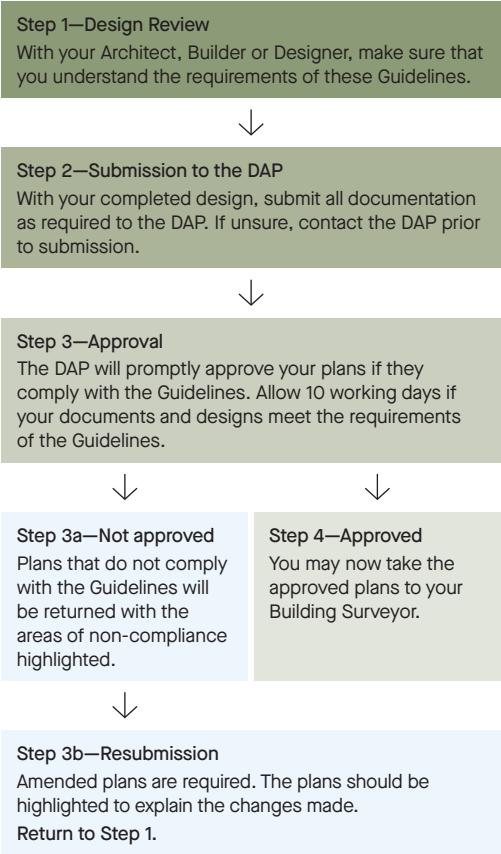 Step 1—Design Review
With your Architect, Builder or Designer, make sure that
you understand the requirements of these Guidelines.
Step 2—Submission to the DAP
With your completed design, submit all documentation
as required to the DAP. If unsure, contact the DAP prior
to submission.
Step 3—Approval
The DAP will promptly approve your plans if they
comply with the Guidelines. Allow 10 working days if
your documents and designs meet the requirements
of the Guidelines.
Step 3a—Not approved
Plans that do not comply
with the Guidelines will
be returned with the
areas of non-compliance
highlighted.
Step 4—Approved
You may now take the
approved plans to your
Building Surveyor.
Step 3b—Resubmission
Amended plans are required. The plans should be
highlighted to explain the changes made.
Return to Step 1.